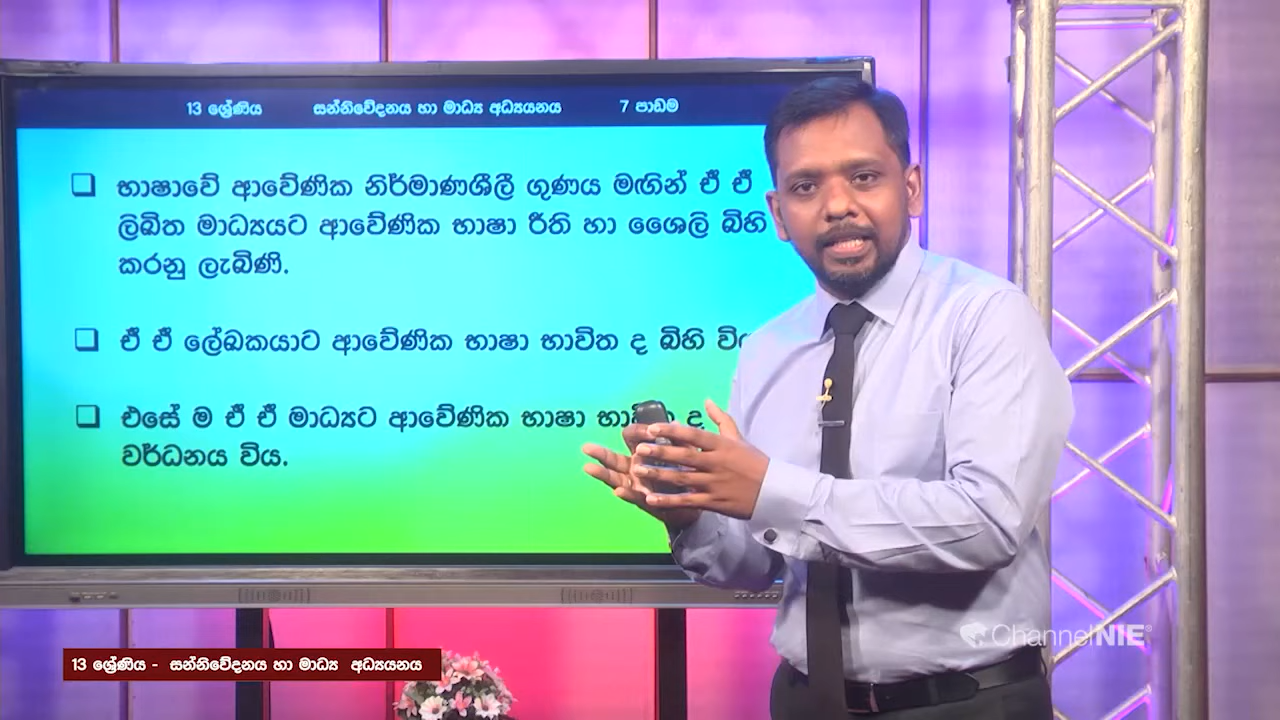 13 ශ්‍රේණිය සන්නිවේදනය හා මාධ්‍ය අධ්‍යයනය 7 පාඩම
❑ භාෂාවේ ආවේණික නිර්මාණශීලී ගුණය මඟින් ඒ ඒ
ලිඛිත මාධ්‍යයට ආවේණික භාෂා රීති හා ශෛලි බිහි
කරනු ලැබිණි.
❑ ඒ ඒ ලේඛකයාට ආවේණික භාෂා භාවිත ද බිහි
❑ එසේ ම ඒ ඒ මාධ්‍යට ආවේණික භාෂා ද
වර්ධනය විය.
ChannelNIE
13 ශ්‍රේණිය - සන්නිවේදනය හා මාධ්‍ය අධ්‍යයනය